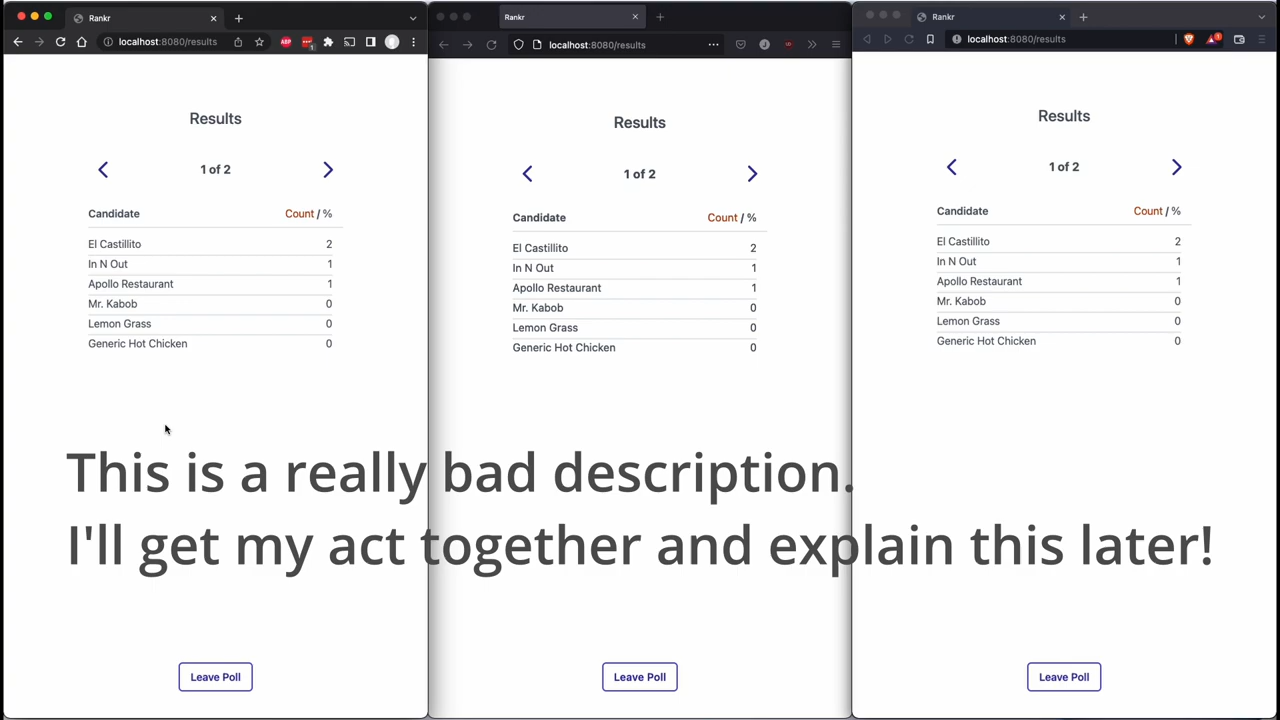 Rankr
localhost:8080/results
Results
1 of 2
Candidate Count / %
El Castillito 2
In N Out 1
Apollo Restaurant 1
Mr. Kabob 0
Lemon Grass 0
Generic Hot Chicken 0
Leave Poll
Rankr
localhost:8080/results
Results
1 of 2
Candidate Count / %
El Castillito 2
In N Out 1
Apollo Restaurant 1
Mr. Kabob 0
Lemon Grass 0
Generic Hot Chicken 0
Leave Poll
Rankr
localhost:8080/results
Results
1 of 2
Candidate Count / %
El Castillito 2
In N Out 1
Apollo Restaurant 1
Mr. Kabob 0
Lemon Grass 0
Generic Hot Chicken 0
Leave Poll
This is a really bad description.
I'll get my act together and explain this later!